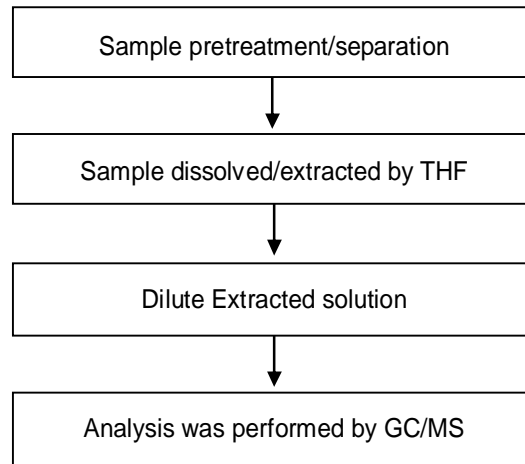 Sample pretreatment/separation
Sample dissolved/extracted by THF
Dilute Extracted solution
Analysis was performed by GC/MS